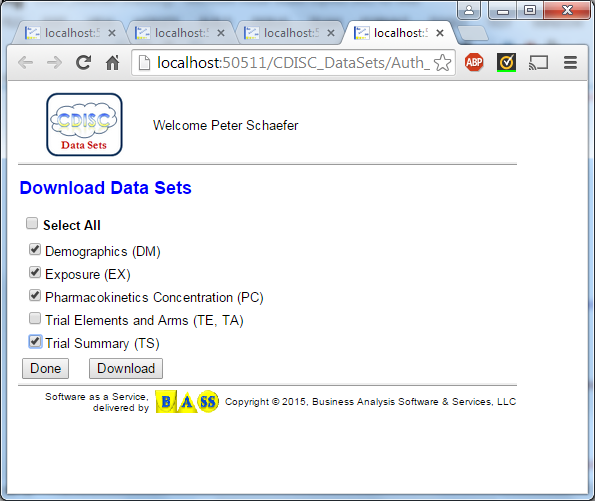 localhost:5 localhost:5 localhost:5 localhost:5
localhost:50511/CDISC_DataSets/Auth_
ABP
CDISC
Data Sets
Welcome Peter Schaefer
Download Data Sets
Select All
Demographics (DM)
Exposure (EX)
Pharmacokinetics Concentration (PC)
Trial Elements and Arms (TE, TA)
Trial Summary (TS)
Done Download
Software as a Service,
delivered by
B A SS
Copyright © 2015, Business Analysis Software & Services, LLC